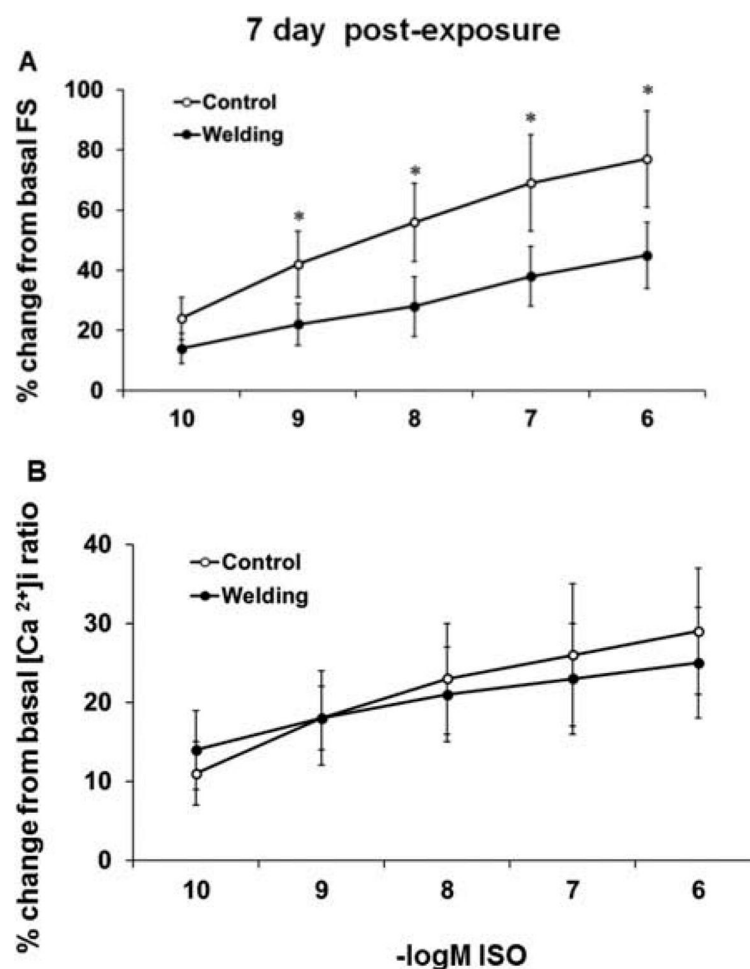 7 day post-exposure
A
% change from basal FS
100
80
60
40
20
0
Control
Welding
*
*
*
*
10 9 8 7 6
B
% change from basal [Ca 2+]i ratio
40
30
20
10
0
Control
Welding
10 9 8 7 6
-logM ISO